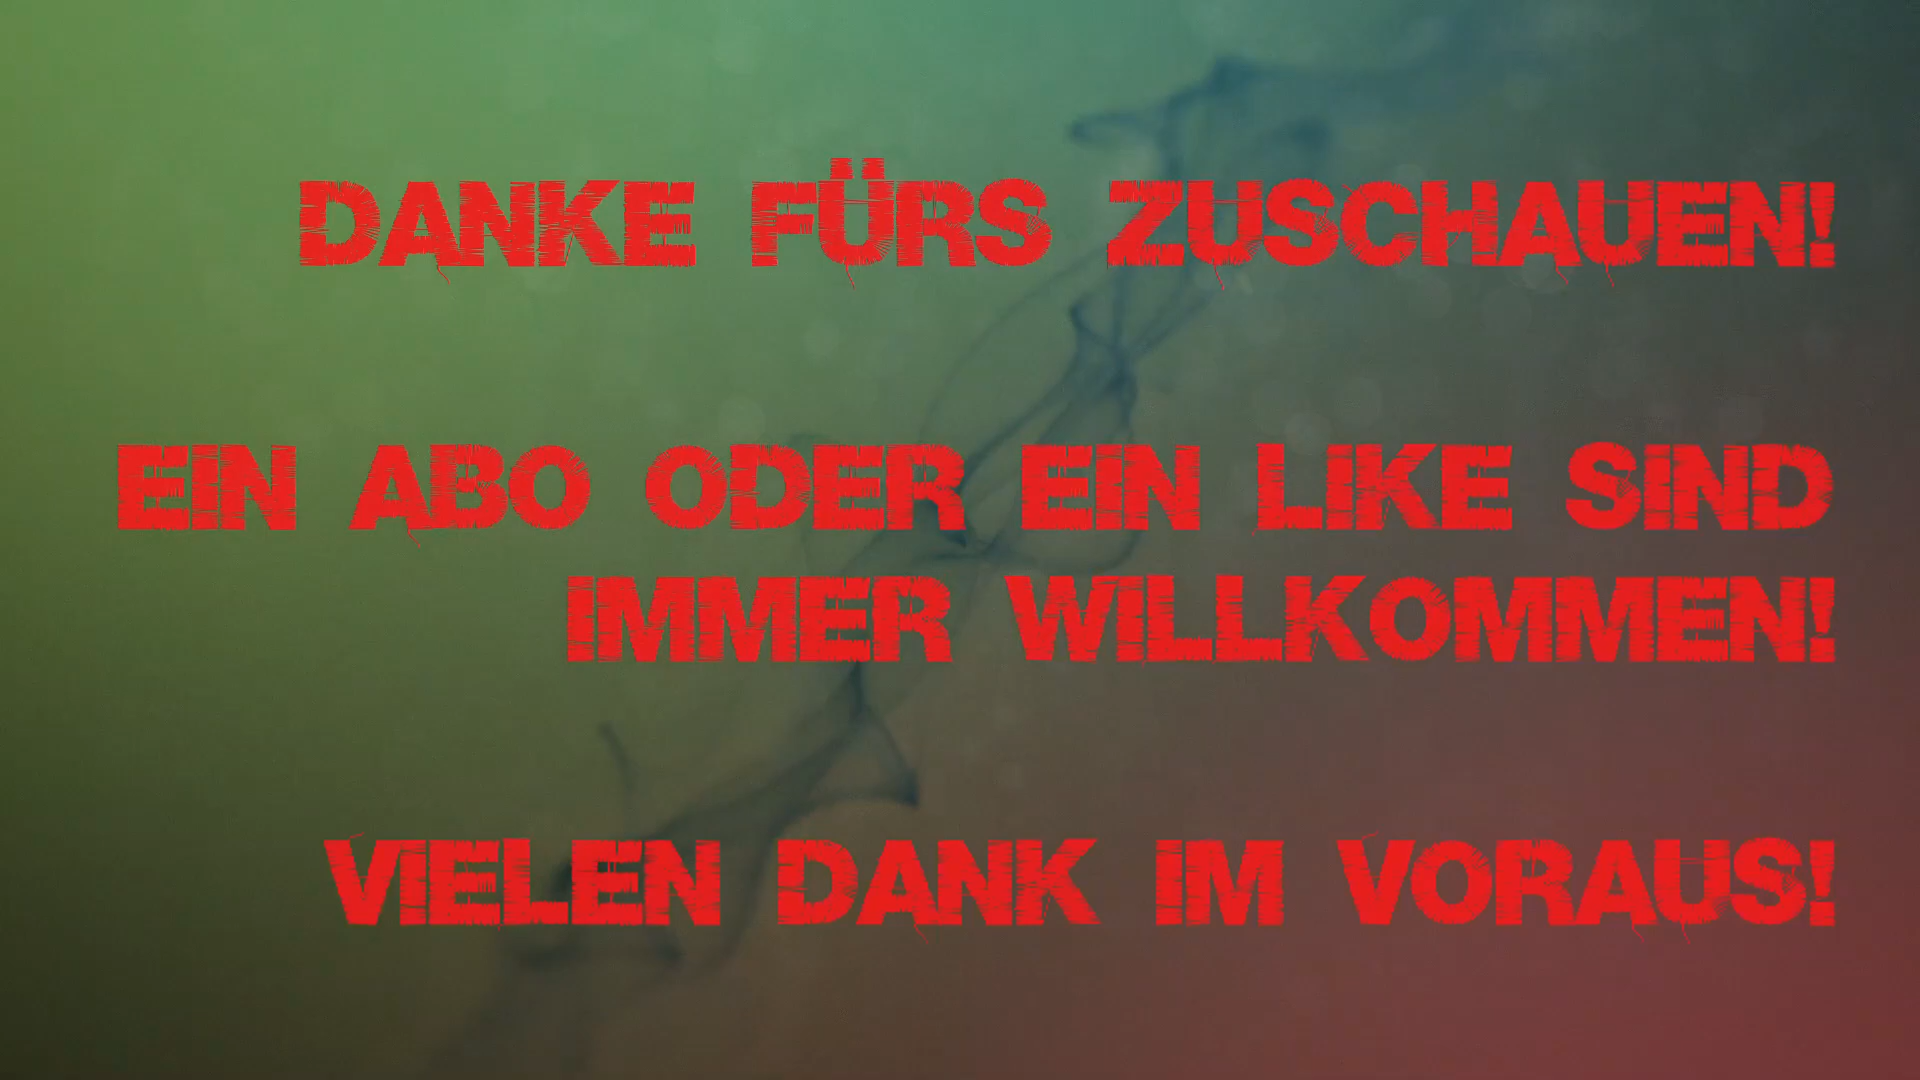 DANKE FÜRS ZUSCHAUEN!
EIN ABO ODER EIN LIKE SIND
IMMER WILLKOMMEN!
VIELEN DANK IM VORAUS!